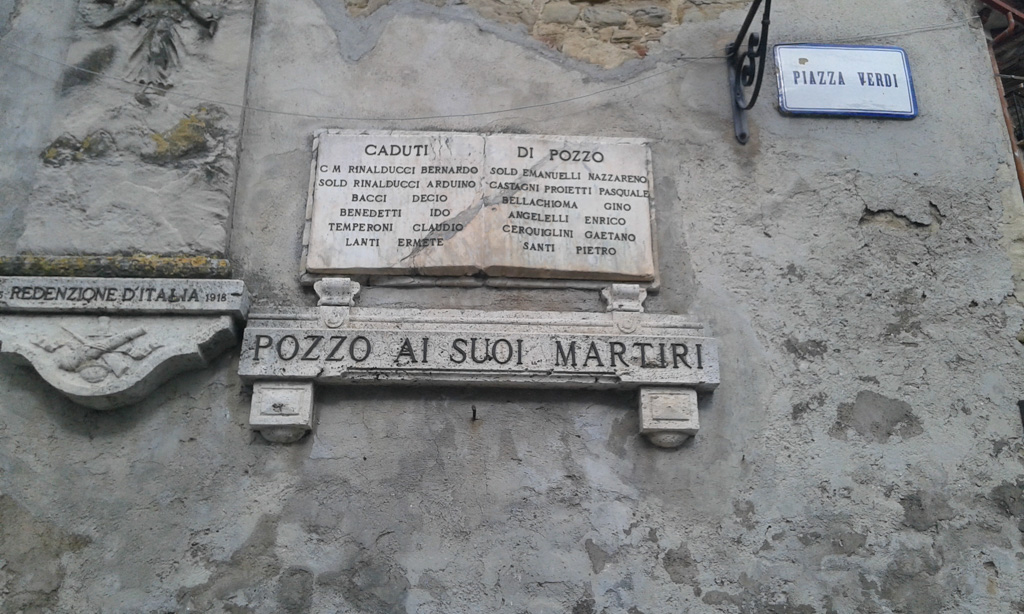 PIAZZA VERDI
CADUTI
C M RINALDUCCI BERNARDO
SOLD RINALDUCCI ARDUINO
BACCI DECIO
BENEDETTI IDO
TEMPERONI CLAUDIO
LANTI ERMETE
DI POZZO
SOLD EMANUELLI NAZZARENO
CASTAGNI PROIETTI PASQUALE
BELLACHIOMA GINO
ANGELELLI ENRICO
CERQUIGLINI GAETANO
SANTI PIETRO
REDENZIONE D'ITALIA 1918
POZZO AI SUOI MARTIRI